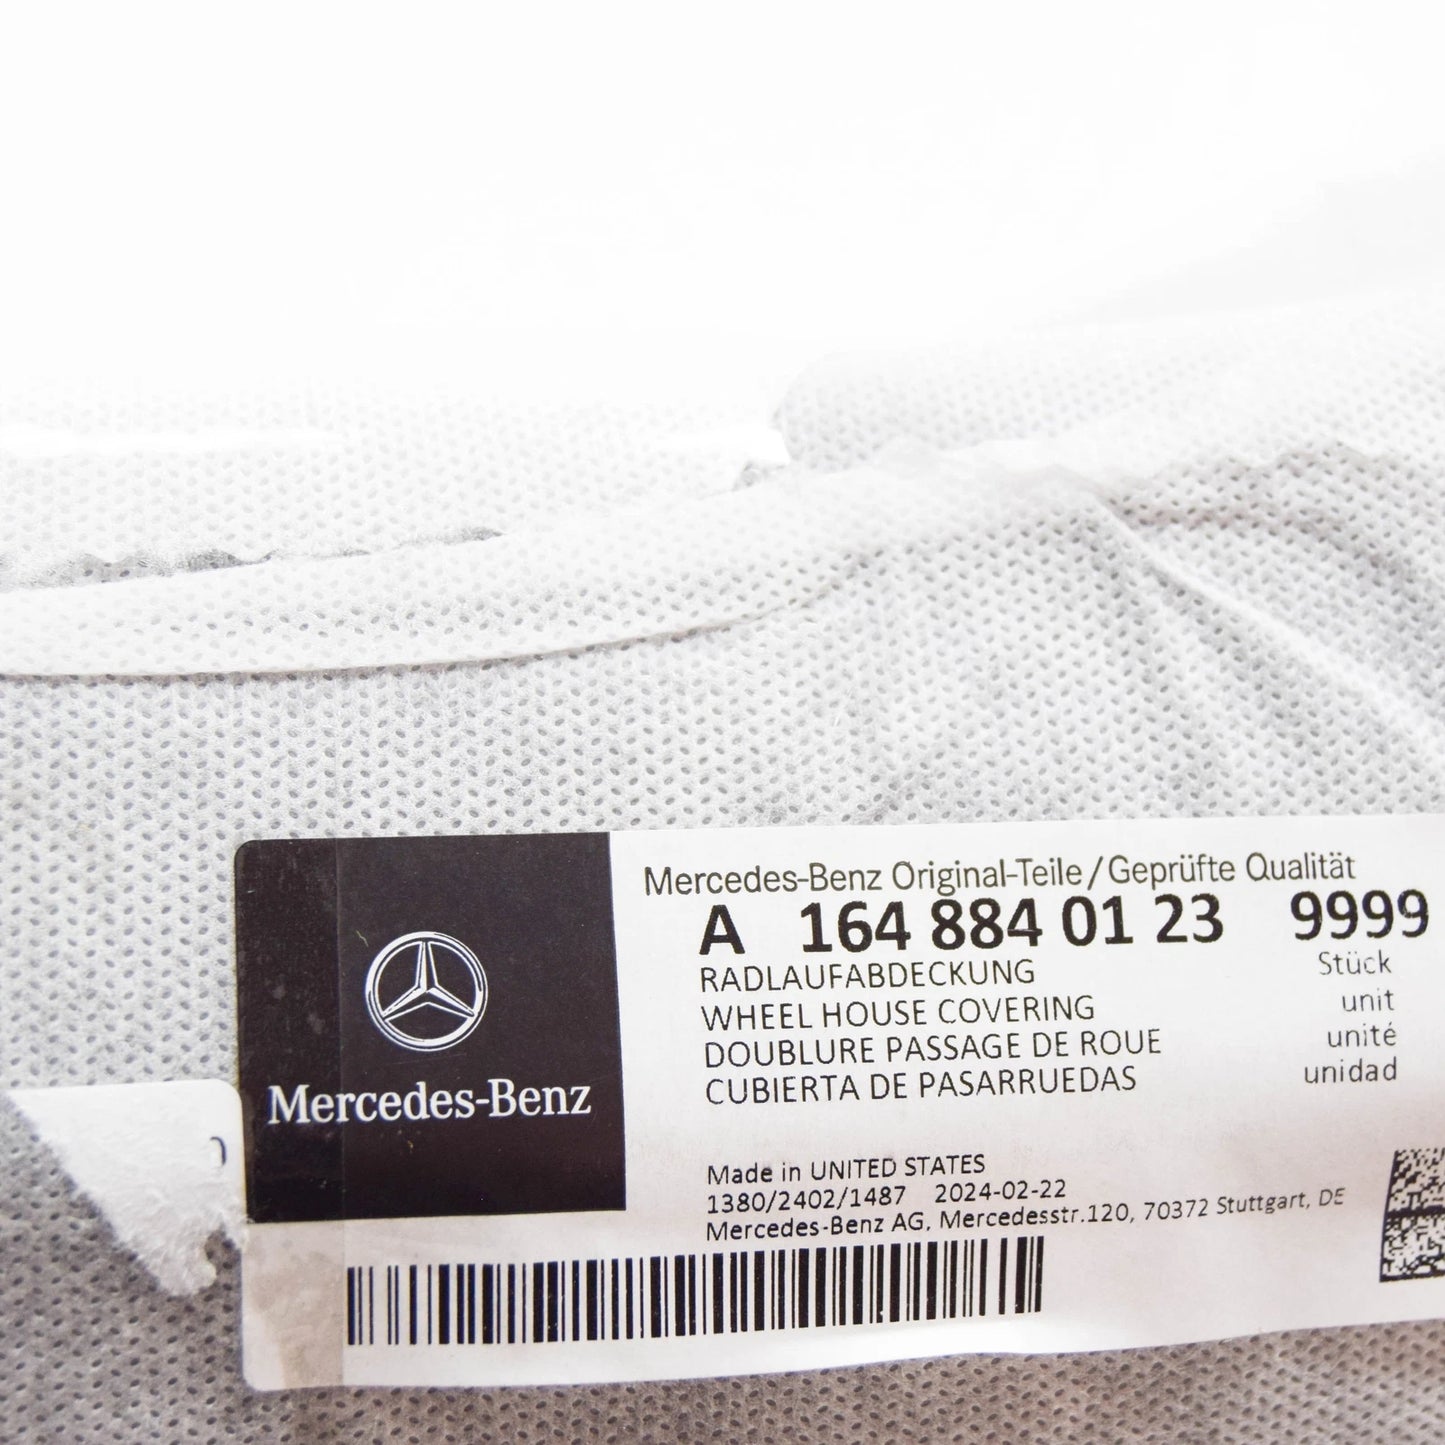 Mercedes-Benz Original-Teile/Geprüfte Qualität
A 164 884 01 23 9999
RADLAUFABDECKUNG Stück
WHEEL HOUSE COVERING unit
DOUBLURE PASSAGE DE ROUE unité
CUBIERTA DE PASARRUEDAS unidad
Mercedes-Benz
Made in UNITED STATES
1380/2402/1487 2024-02-22
Mercedes-Benz AG, Mercedesstr.120, 70372 Stuttgart, DE